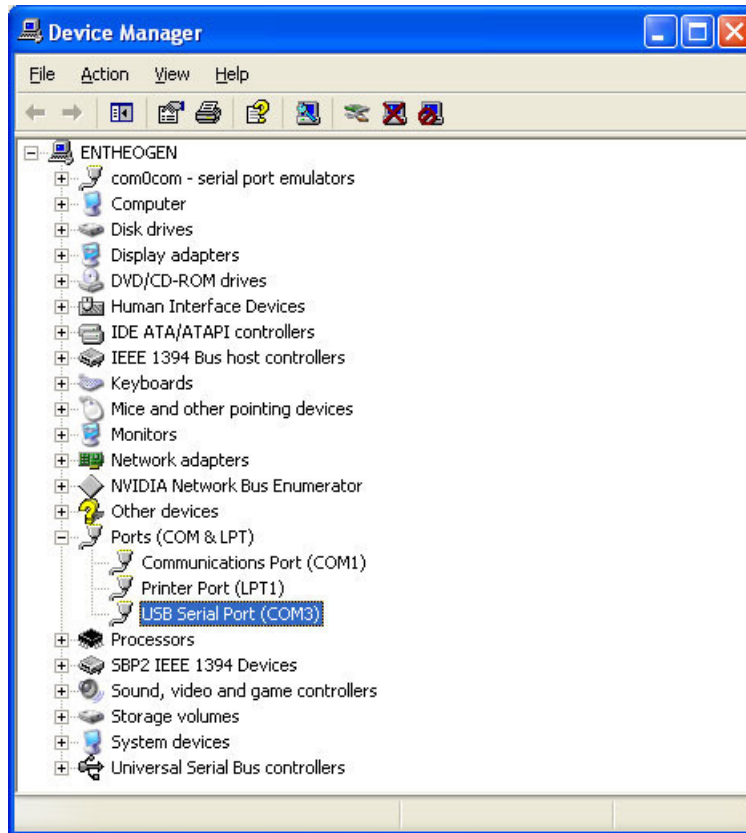 Device Manager
File Action View Help
ENTHEOGEN
com0com - serial port emulators
Computer
Disk drives
Display adapters
DVD/CD-ROM drives
Human Interface Devices
IDE ATA/ATAPI controllers
IEEE 1394 Bus host controllers
Keyboards
Mice and other pointing devices
Monitors
Network adapters
NVIDIA Network Bus Enumerator
Other devices
Ports (COM & LPT)
Communications Port (COM1)
Printer Port (LPT1)
USB Serial Port (COM3)
Processors
SBP2 IEEE 1394 Devices
Sound, video and game controllers
Storage volumes
System devices
Universal Serial Bus controllers